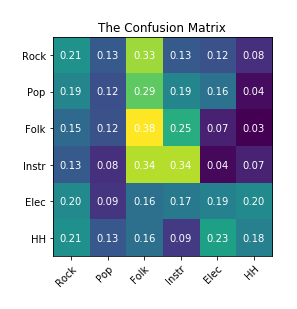 The Confusion Matrix
Rock 0.21 0.13 0.33 0.13 0.12 0.08
Pop 0.19 0.12 0.29 0.19 0.16 0.04
Folk 0.15 0.12 0.38 0.25 0.07 0.03
Instr 0.13 0.08 0.34 0.34 0.04 0.07
Elec 0.20 0.09 0.16 0.17 0.19 0.20
HH 0.21 0.13 0.16 0.09 0.23 0.18
Rock Pop Folk Instr Elec HH